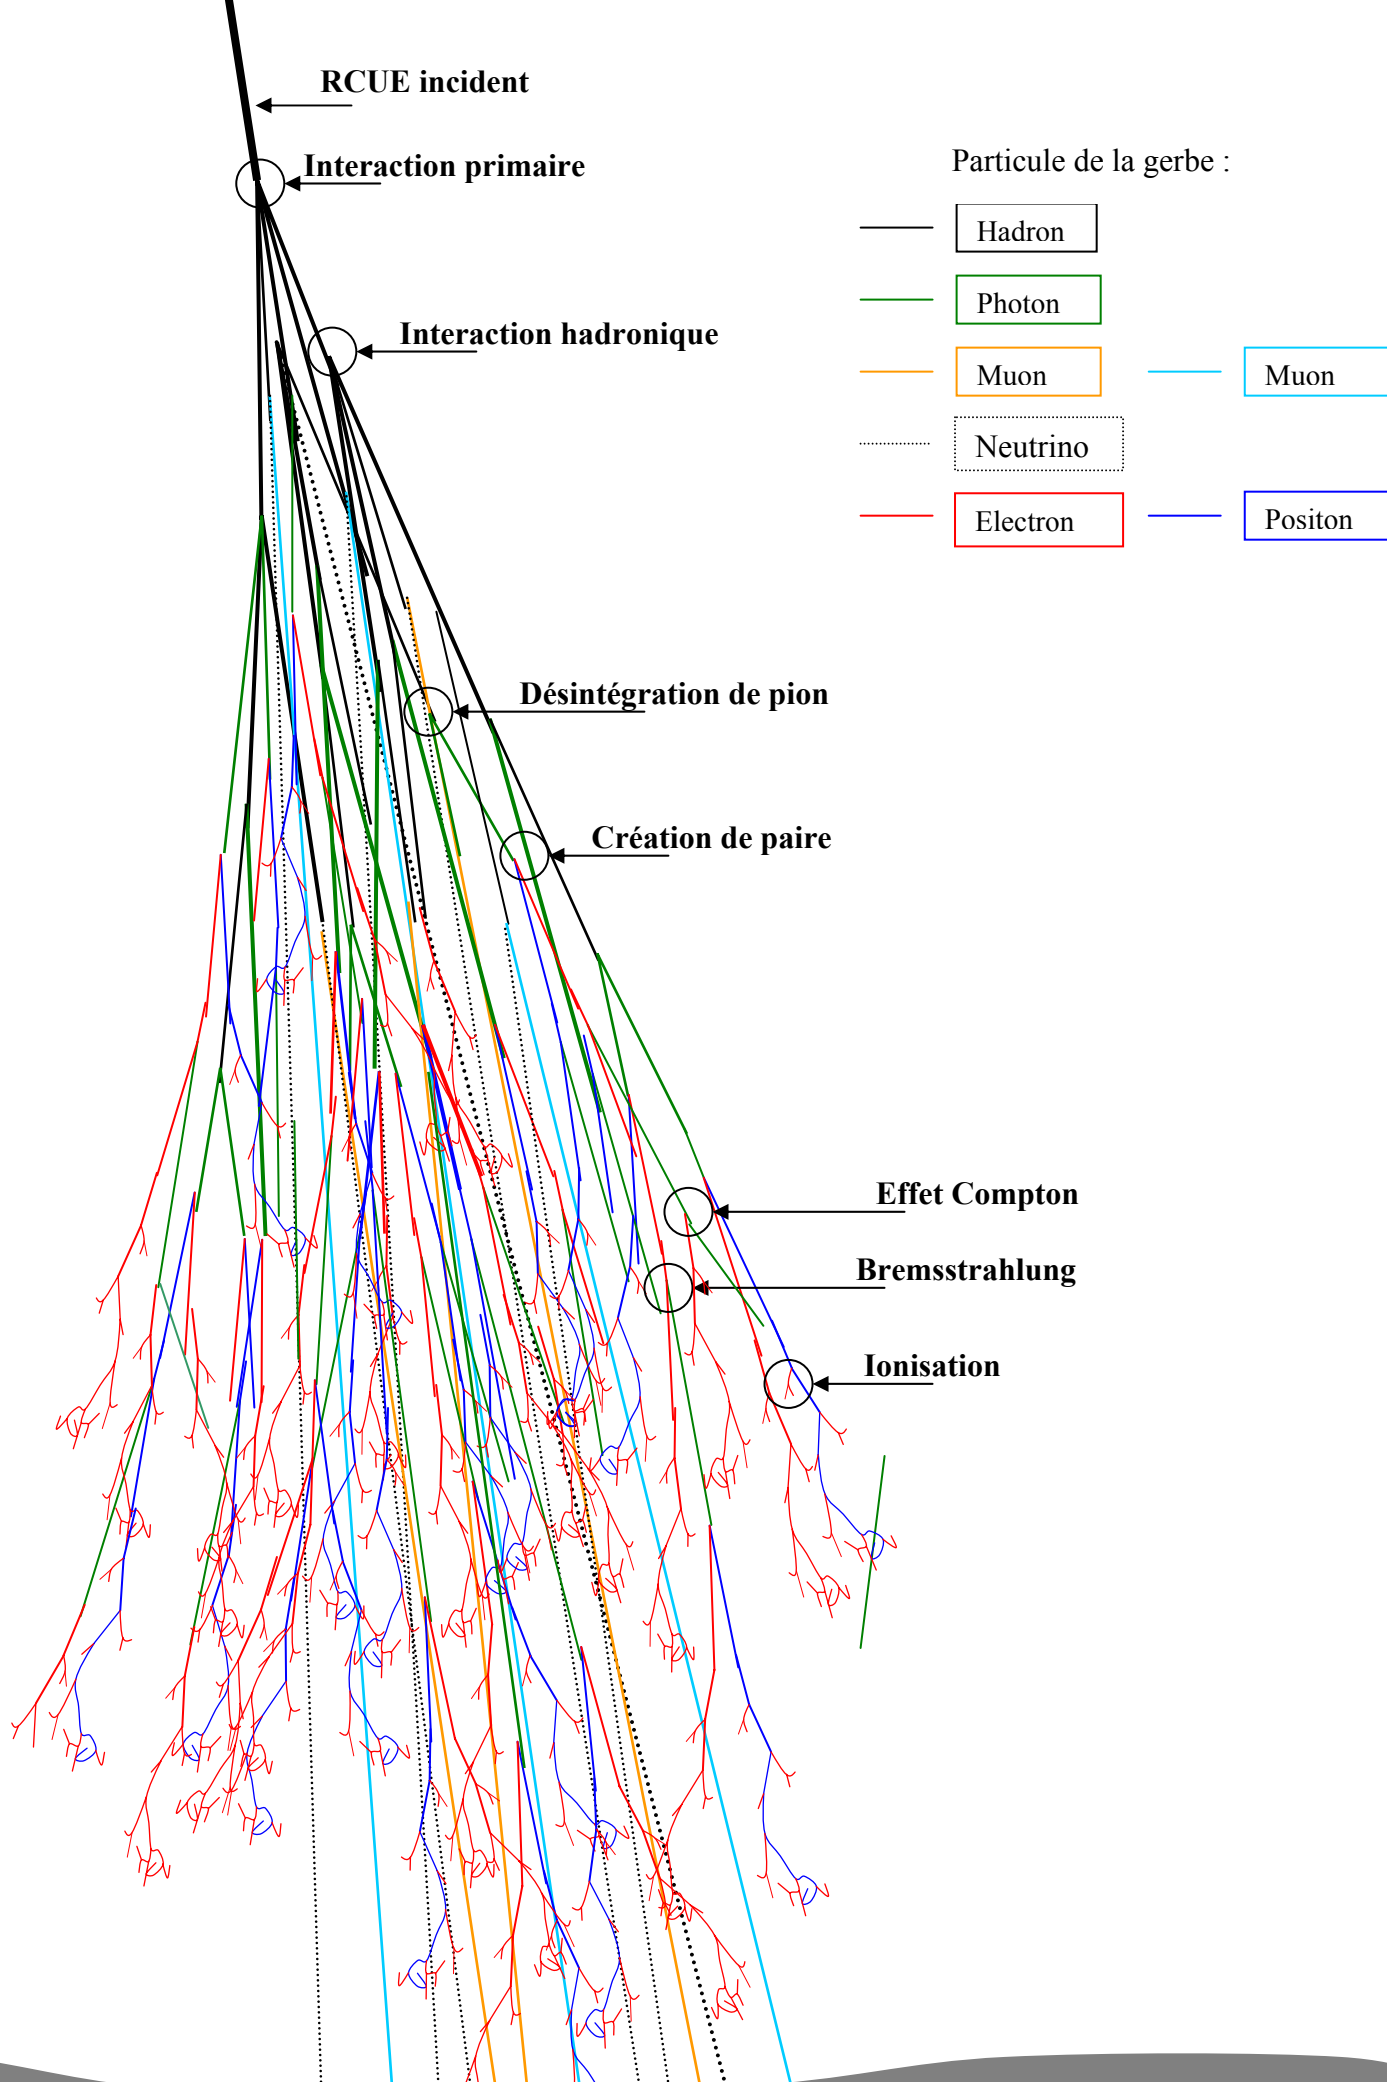 RCUE incident
Interaction primaire
Particule de la gerbe :
Hadron
Photon
Interaction hadronique
Muon
Muon
Neutrino
Electron
Positon
Désintégration de pion
Création de paire
Effet Compton
Bremsstrahlung
Ionisation